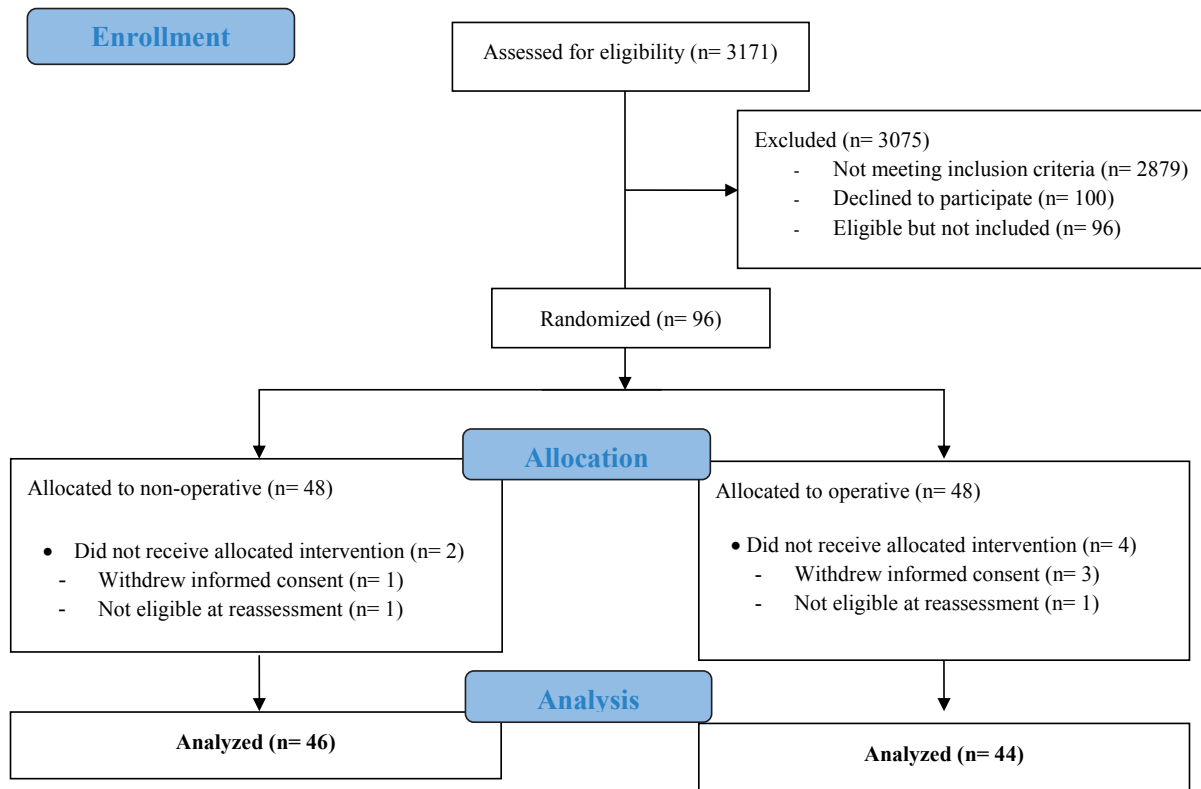 Enrollment
Assessed for eligibility (n= 3171)
Excluded (n= 3075)
- Not meeting inclusion criteria (n= 2879)
- Declined to participate (n= 100)
- Eligible but not included (n= 96)
Randomized (n= 96)
Allocation
Allocated to non-operative (n= 48)
• Did not receive allocated intervention (n= 2)
- Withdrew informed consent (n= 1)
- Not eligible at reassessment (n= 1)
Allocated to operative (n= 48)
• Did not receive allocated intervention (n= 4)
- Withdrew informed consent (n= 3)
- Not eligible at reassessment (n= 1)
Analysis
Analyzed (n= 46)
Analyzed (n= 44)